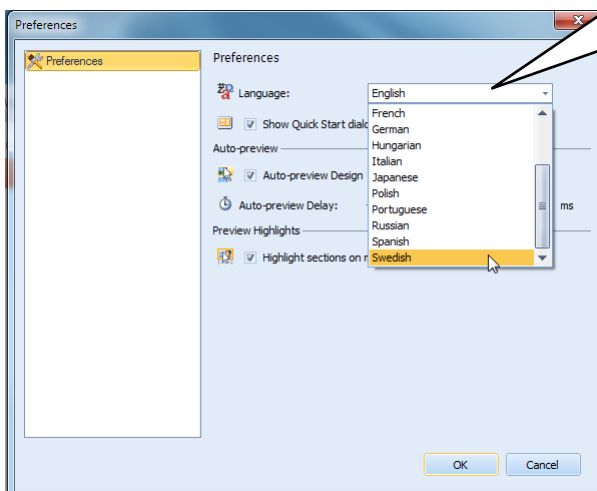 Preferences
Preferences
Preferences
Language:
English
French
German
Hungarian
Italian
Japanese
Polish
Portuguese
Russian
Spanish
Swedish
Show Quick Start
Auto-preview
Auto-preview Design
Auto-preview Delay:
ms
Preview Highlights
Highlight sections on
OK
Cancel